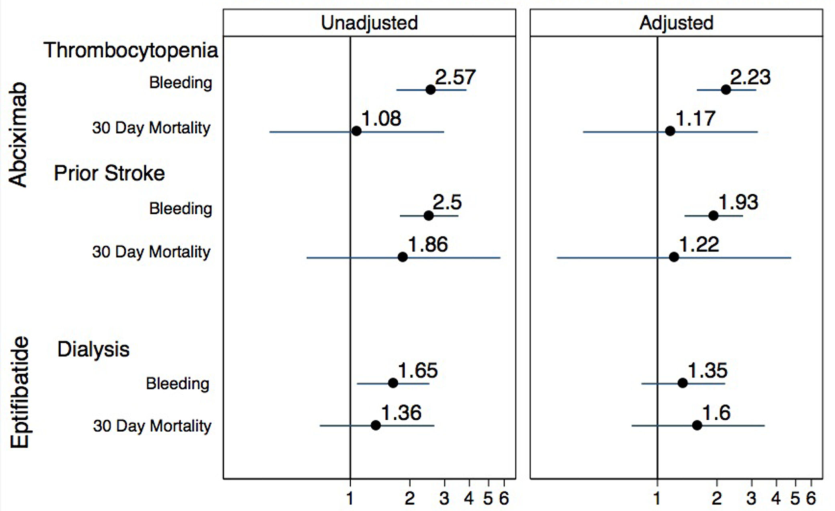 Unadjusted Adjusted
Abciximab
Thrombocytopenia
Bleeding 2.57 2.23
30 Day Mortality 1.08 1.17
Prior Stroke
Bleeding 2.5 1.93
30 Day Mortality 1.86 1.22
Eptifibatide
Dialysis
Bleeding 1.65 1.35
30 Day Mortality 1.36 1.6
1 2 3 4 5 6 1 2 3 4 5 6